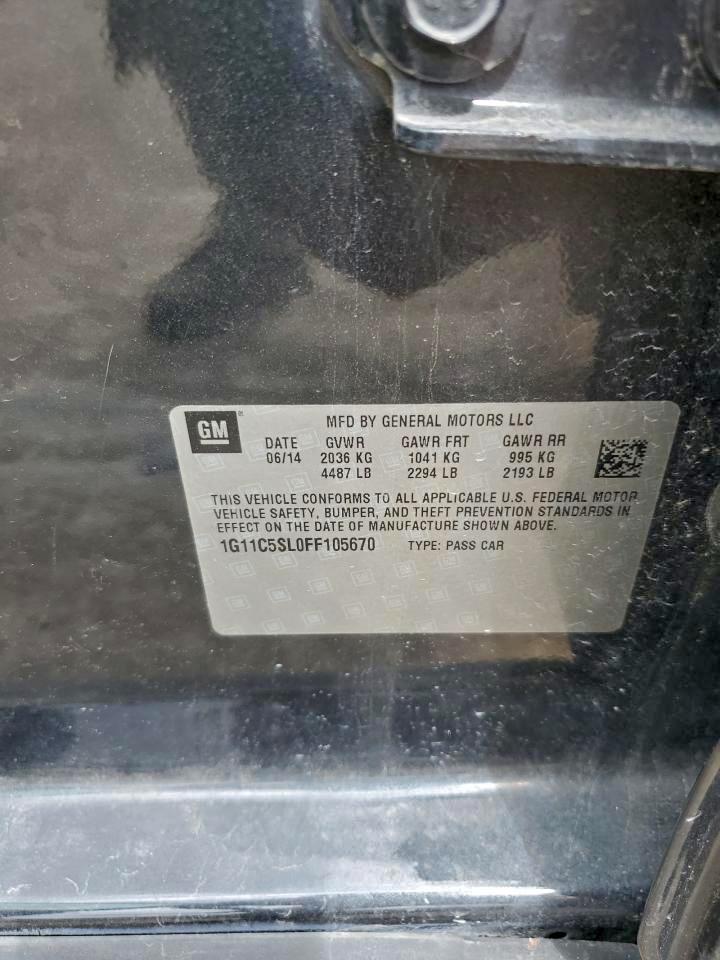 GM
MFD BY GENERAL MOTORS LLC
DATE GVWR GAWR FRT GAWR RR
06/14 2036 KG 1041 KG 995 KG
4487 LB 2294 LB 2193 LB
THIS VEHICLE CONFORMS TO ALL APPLICABLE U.S. FEDERAL MOTOR
VEHICLE SAFETY, BUMPER, AND THEFT PREVENTION STANDARDS IN
EFFECT ON THE DATE OF MANUFACTURE SHOWN ABOVE.
1G11C5SL0FF105670 TYPE: PASS CAR